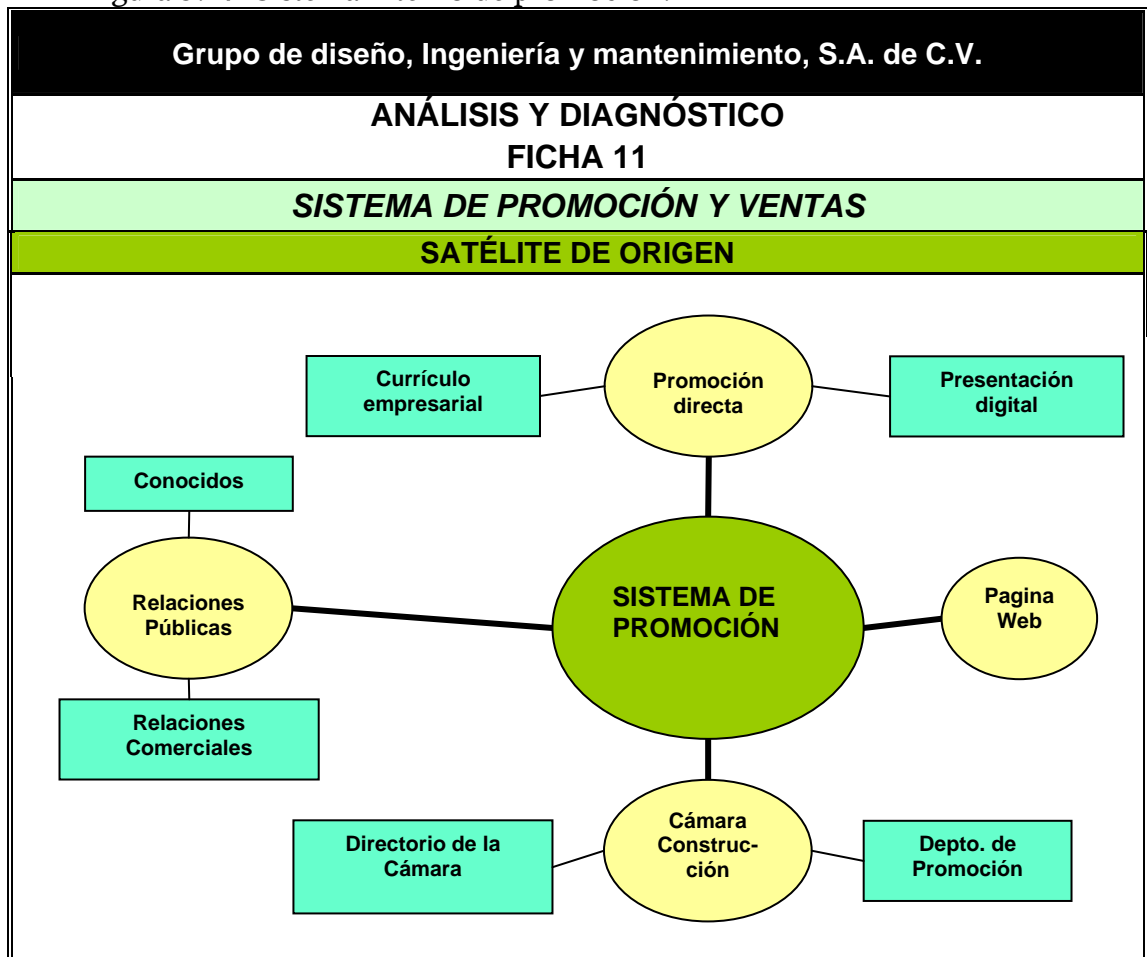 Grupo de diseño, Ingeniería y mantenimiento, S.A. de C.V.
ANÁLISIS Y DIAGNÓSTICO
FICHA 11
SISTEMA DE PROMOCIÓN Y VENTAS
SATÉLITE DE ORIGEN
Currículo
empresarial
Promoción
directa
Presentación
digital
Conocidos
Relaciones
Públicas
SISTEMA DE
PROMOCIÓN
Pagina
Web
Relaciones
Comerciales
Directorio de la
Cámara
Cámara
Construc-
ción
Depto. de
Promoción